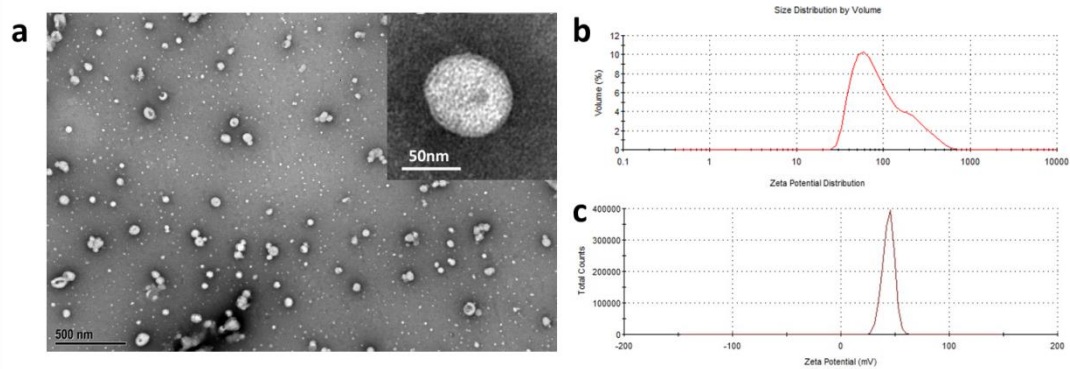 a
50nm
500 nm
b
Size Distribution by Volume
Volume (%)
12
10
8
6
4
2
0
0.1 1 10 100 1000 10000
Zeta Potential Distribution
c
Total Counts
400000
300000
200000
100000
0
-200 -100 0 100 200
Zeta Potential (mV)